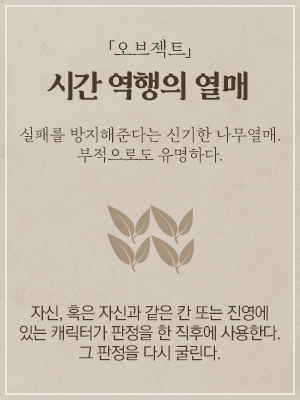 「오브젝트」
시간 역행의 열매
실패를 방지해준다는 신기한 나무열매.
부적으로도 유명하다.
자신, 혹은 자신과 같은 칸 또는 진영에
있는 캐릭터가 판정을 한 직후에 사용한다.
그 판정을 다시 굴린다.